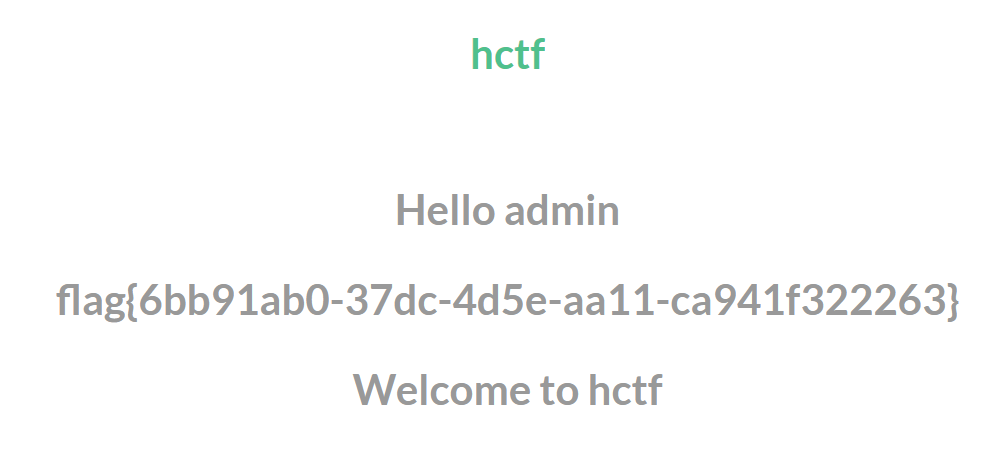 hctf
Hello admin
flag{6bb91ab0-37dc-4d5e-aa11-ca941f322263}
Welcome to hctf